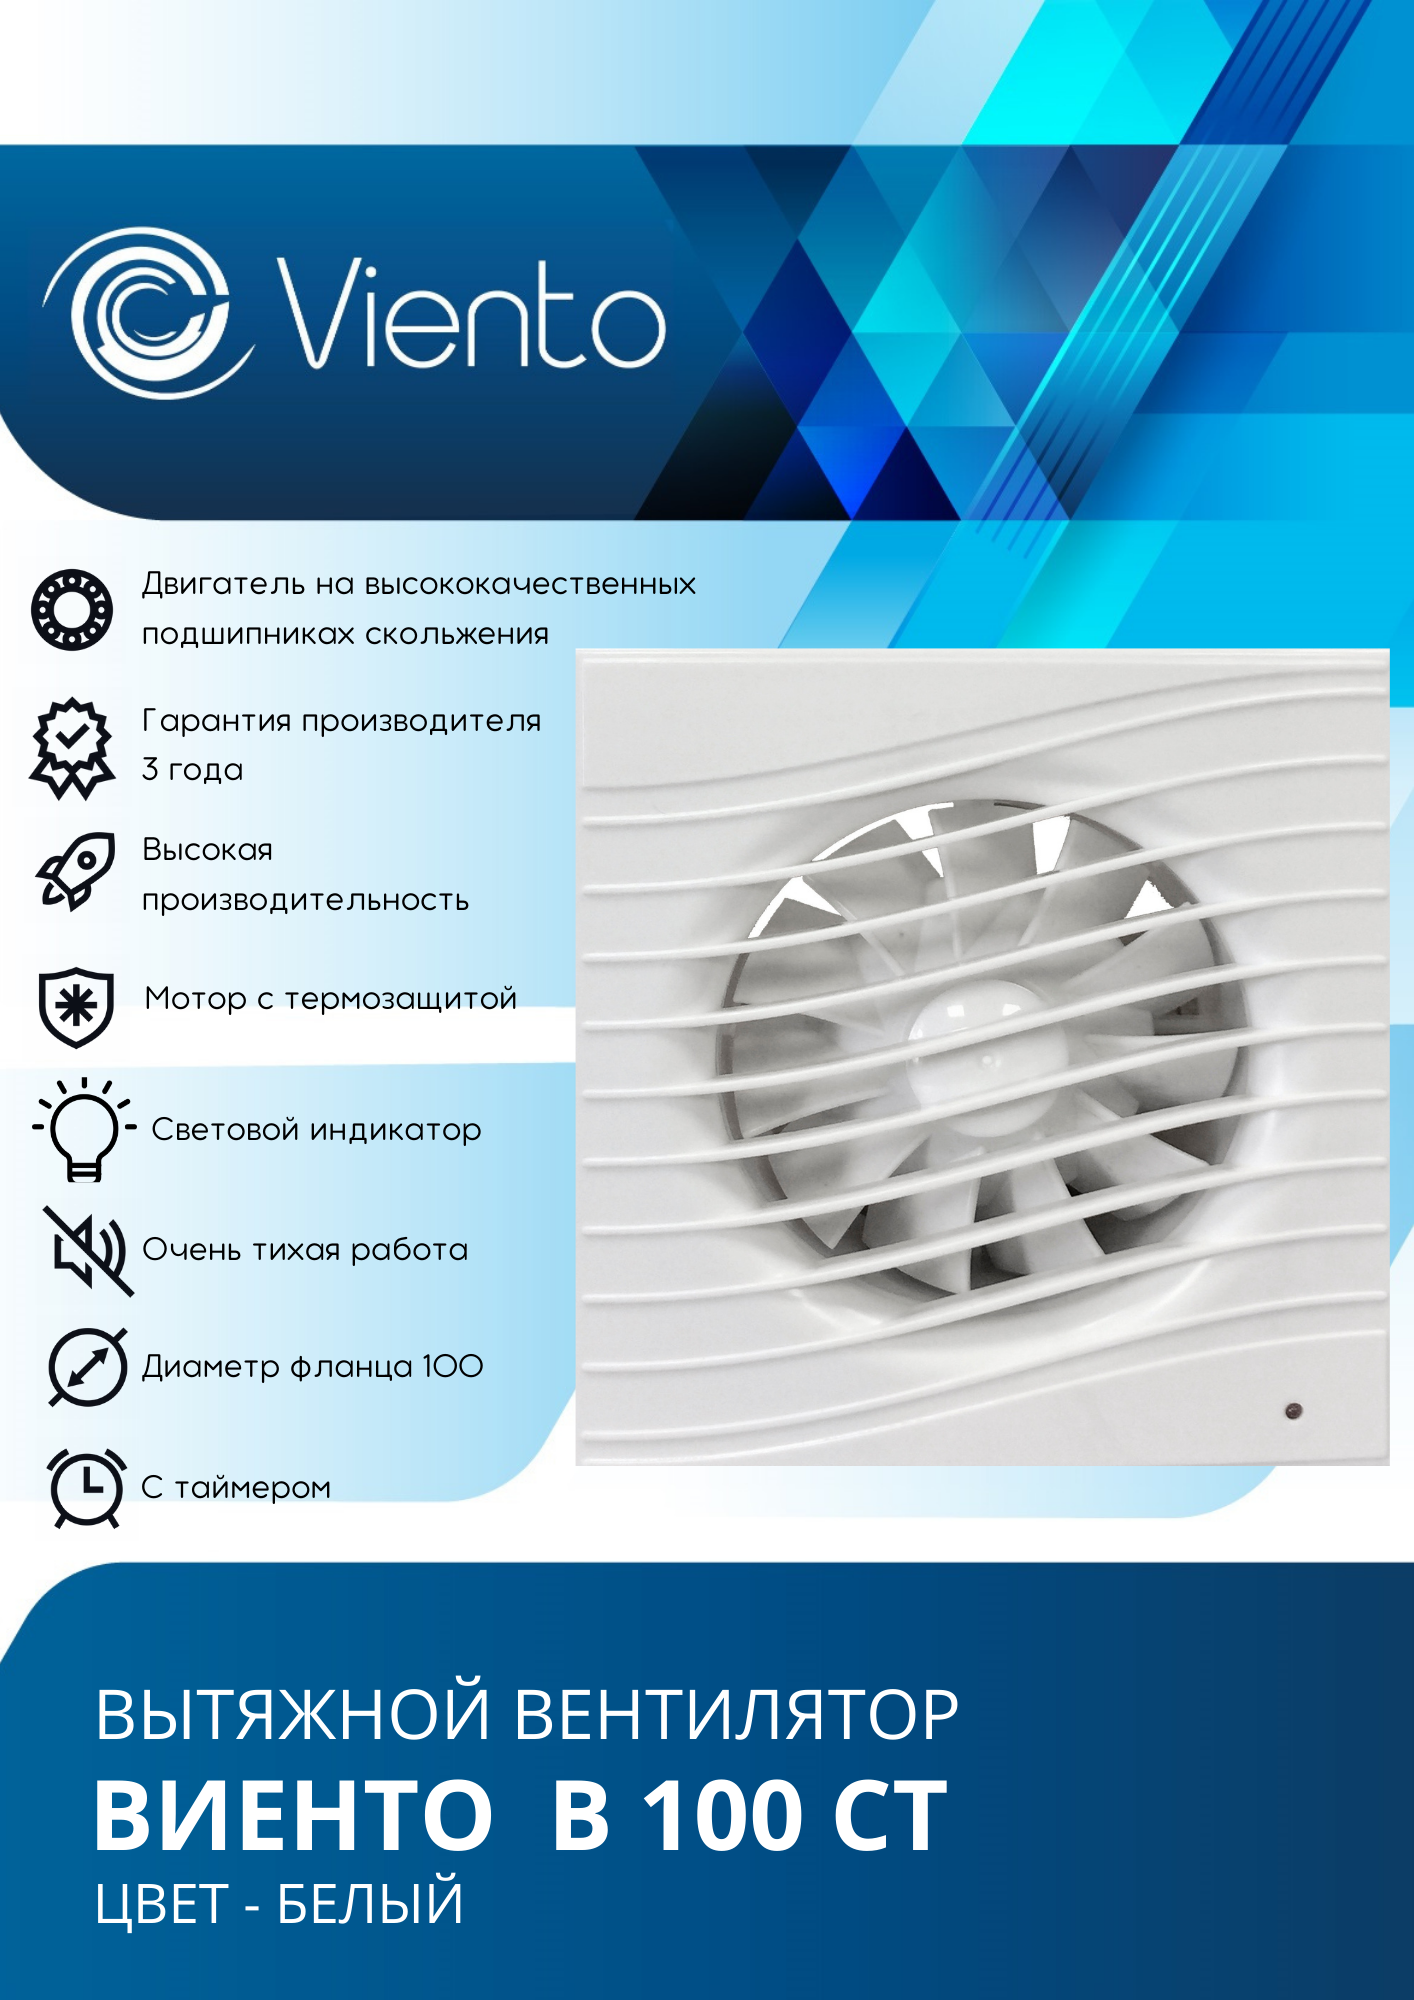 Viento
Двигатель на высококачественных
подшипниках скольжения
Гарантия производителя
3 года
Высокая
производительность
Мотор с термозащитой
Световой индикатор
Очень тихая работа
Диаметр фланца 100
С таймером
ВЫТЯЖНОЙ ВЕНТИЛЯТОР
ВИЕНТО В 100 СТ
ЦВЕТ - БЕЛЫЙ